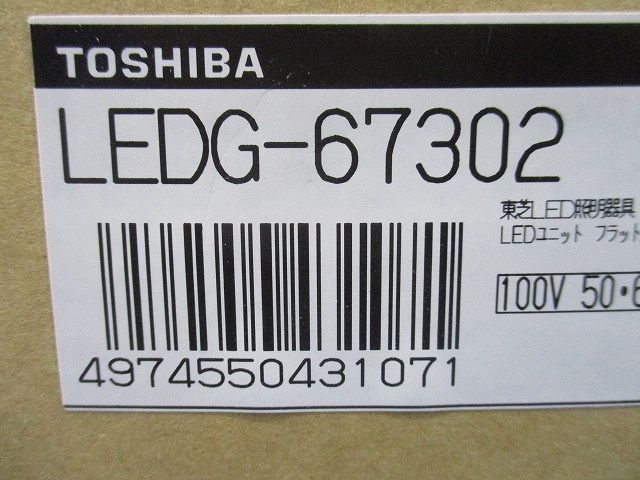 TOSHIBA
LEDG-67302
東芝LED照明器具
LEDユニット フラット
100V 50・6
4974550431071